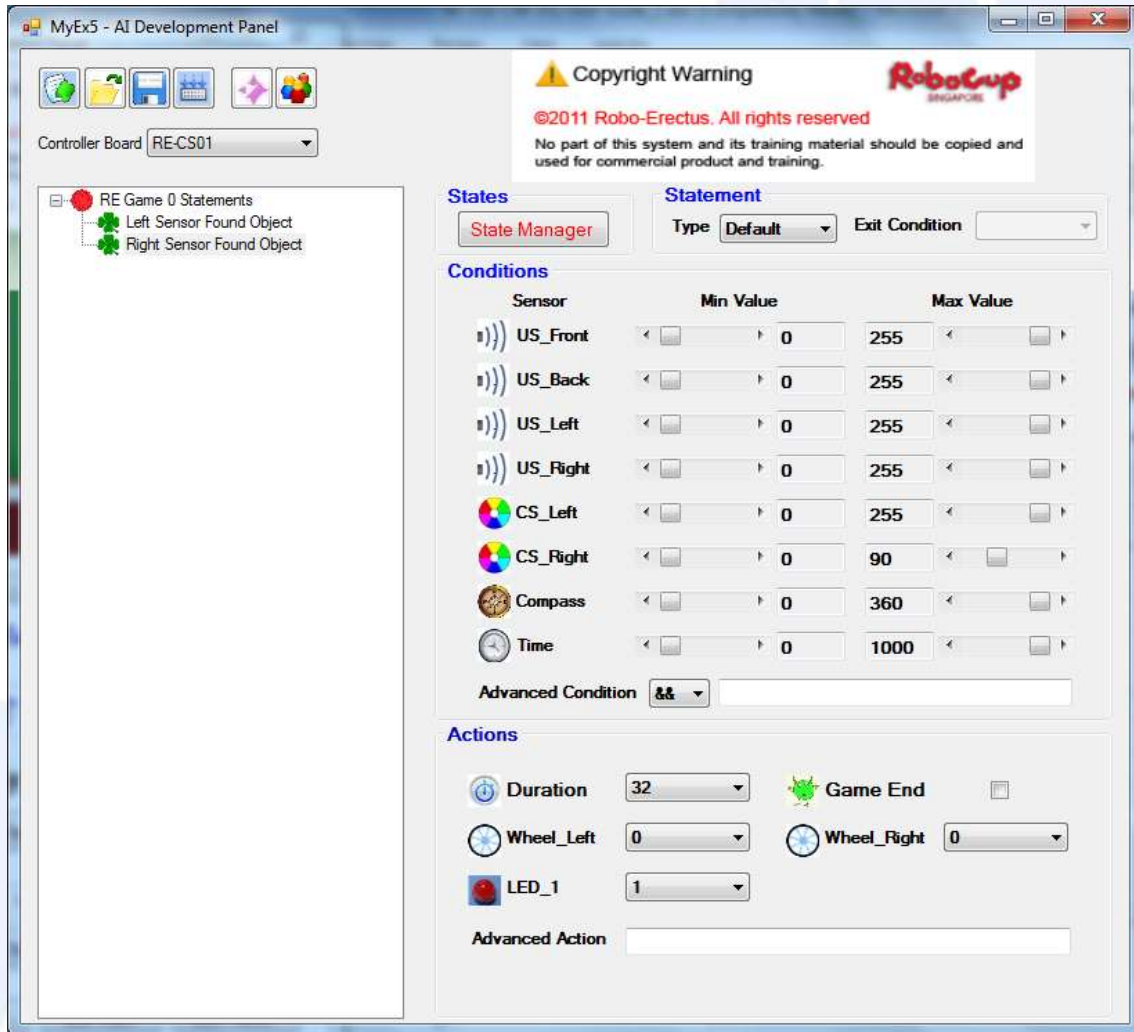 MyEx5 - AI Development Panel
Copyright Warning
RoboCup
SINGAPORE
©2011 Robo-Erectus. All rights reserved
No part of this system and its training material should be copied and
used for commercial product and training.
Controller Board RE-CS01
RE Game 0 Statements
Left Sensor Found Object
Right Sensor Found Object
States
State Manager
Statement
Type Default Exit Condition
Conditions
Sensor Min Value Max Value
US_Front 0 255
US_Back 0 255
US_Left 0 255
US_Right 0 255
CS_Left 0 255
CS_Right 0 90
Compass 0 360
Time 0 1000
Advanced Condition &&
Actions
Duration 32 Game End
Wheel_Left 0 Wheel_Right 0
LED_1 1
Advanced Action